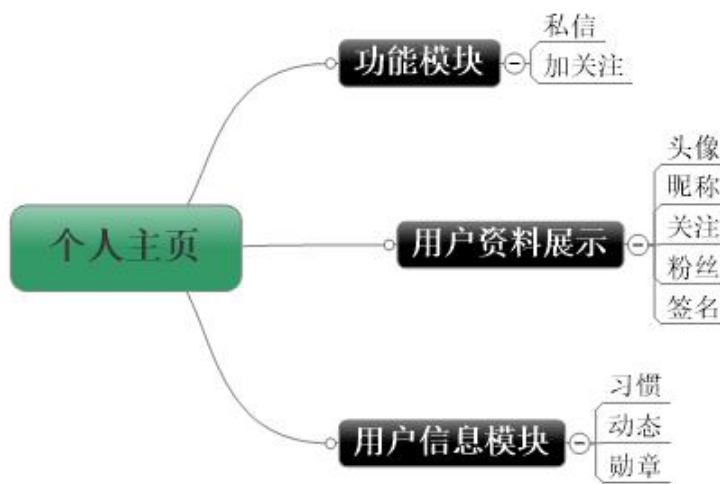 个人主页
功能模块
私信
加关注
用户资料展示
头像
昵称
关注
粉丝
签名
用户信息模块
习惯
动态
勋章